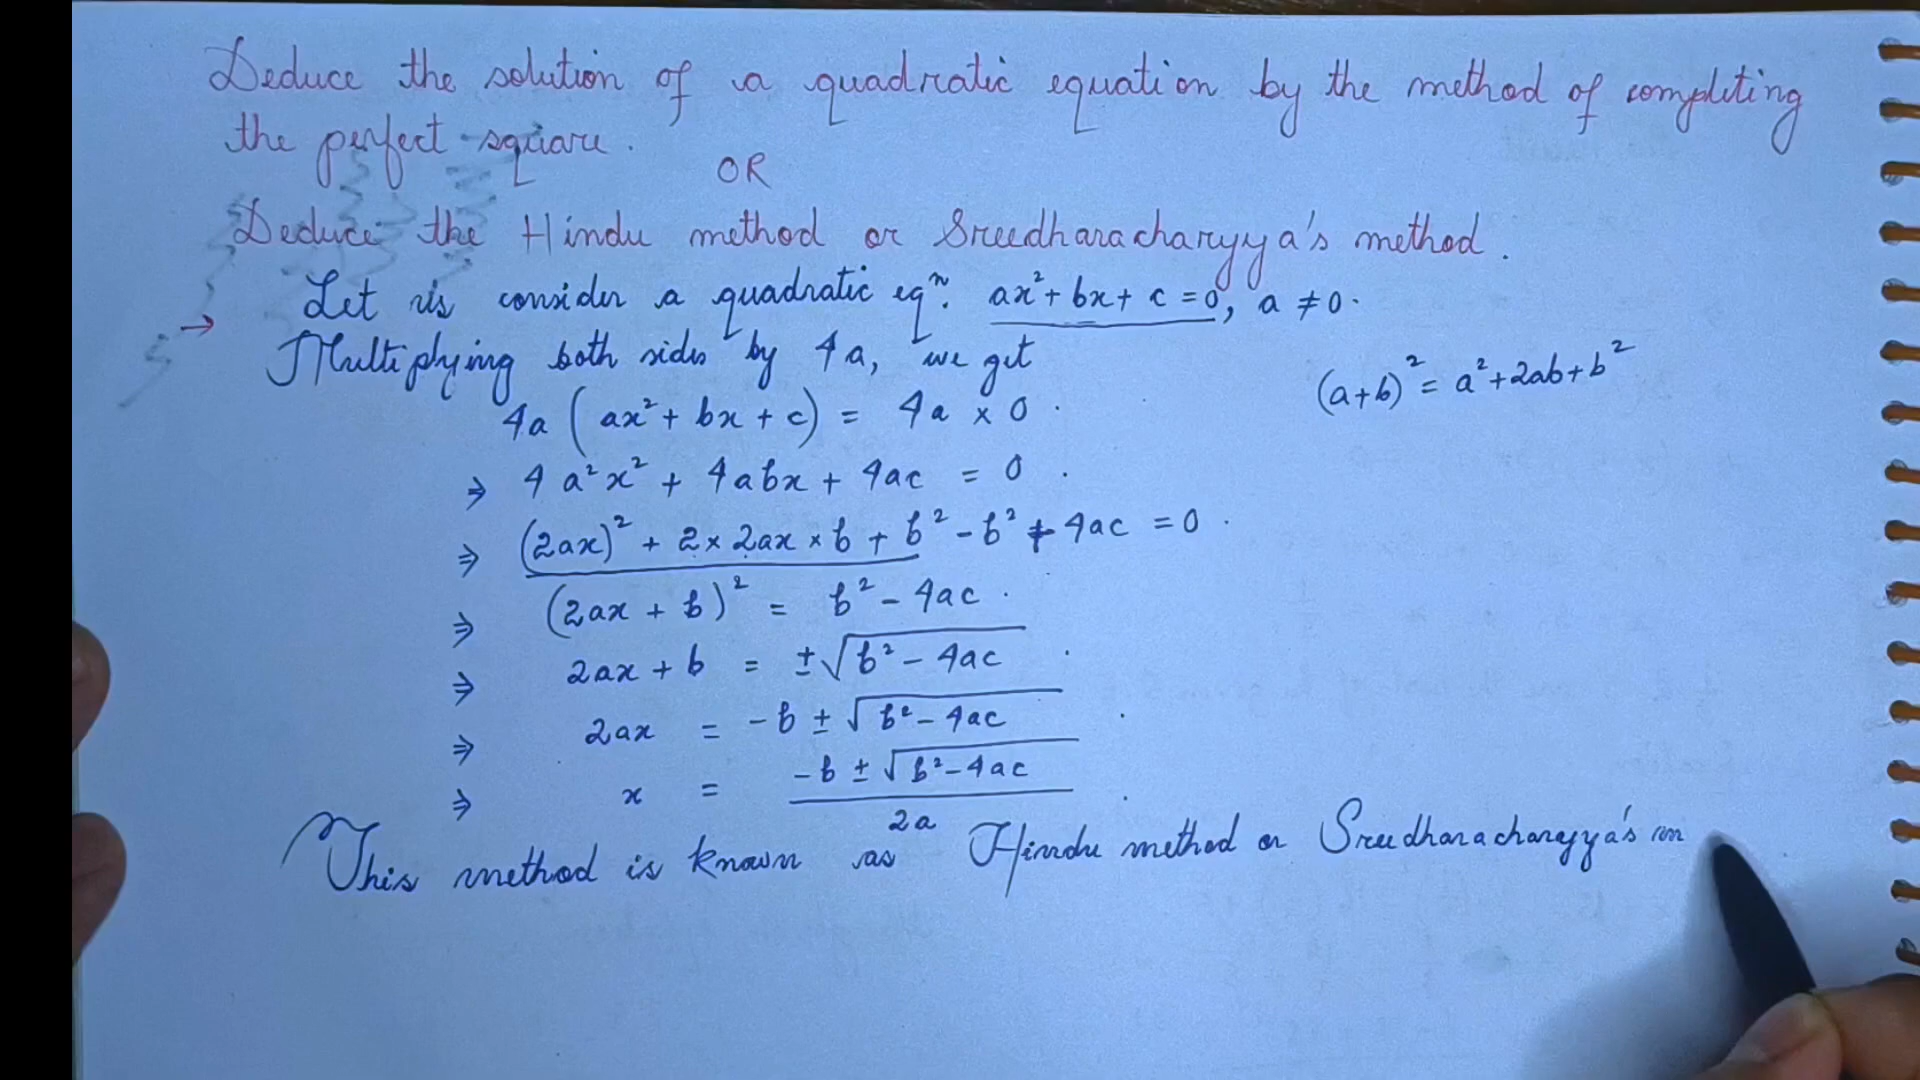 Deduce the solution of a quadratic equation by the method of completing
the perfect square.
OR
Deduce the Hindu method or Sreedharacharyya's method.
→ Let us consider a quadratic eqⁿ. ax² + bx + c = 0, a ≠ 0.
Multiplying both sides by 4a, we get
(a+b)² = a² + 2ab + b²
4a (ax² + bx + c) = 4a × 0.
⇒ 4a²x² + 4abx + 4ac = 0.
⇒ (2ax)² + 2 × 2ax × b + b² - b² + 4ac = 0.
⇒ (2ax + b)² = b² - 4ac.
⇒ 2ax + b = ±√(b² - 4ac).
⇒ 2ax = -b ± √(b² - 4ac).
⇒ x = (-b ± √(b² - 4ac)) / 2a.
This method is known as Hindu method or Sreedharacharyya's m